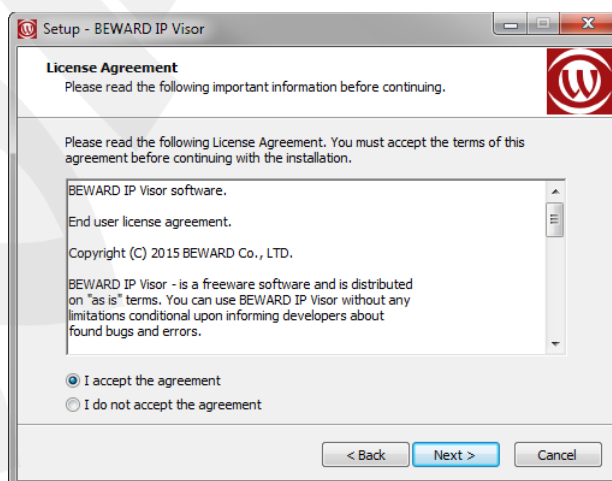 Setup - BEWARD IP Visor
License Agreement
Please read the following important information before continuing.
Please read the following License Agreement. You must accept the terms of this
agreement before continuing with the installation.
BEWARD IP Visor software.
End user license agreement.
Copyright (C) 2015 BEWARD Co., LTD.
BEWARD IP Visor - is a freeware software and is distributed
on "as is" terms. You can use BEWARD IP Visor without any
limitations conditional upon informing developers about
found bugs and errors.
I accept the agreement
I do not accept the agreement
< Back Next > Cancel